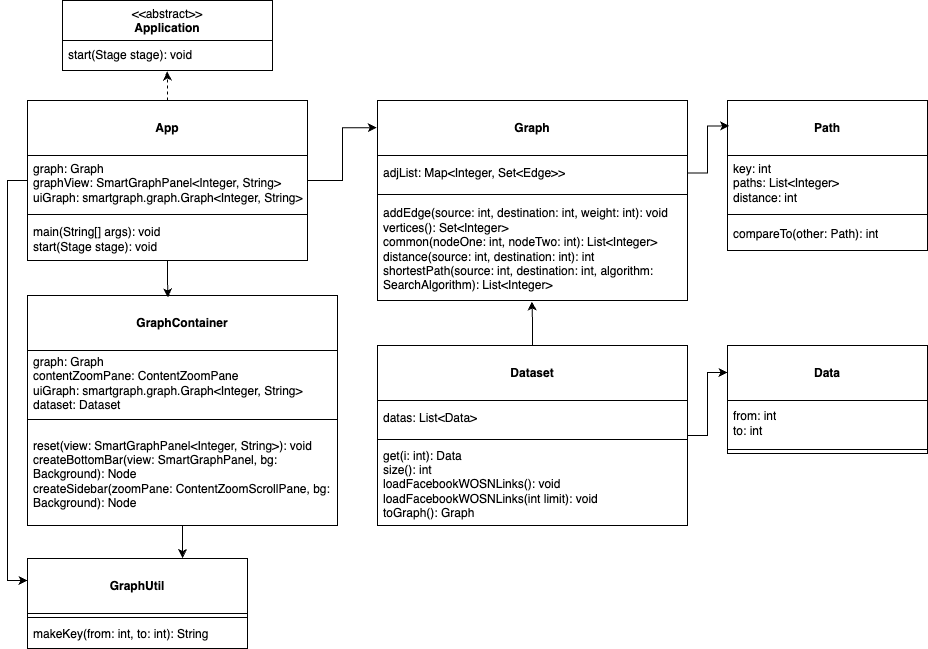 <<abstract>>
Application
start(Stage stage): void
App
graph: Graph
graphView: SmartGraphPanel<Integer, String>
uiGraph: smartgraph.graph.Graph<Integer, String>
main(String[] args): void
start(Stage stage): void
Graph
adjList: Map<Integer, Set<Edge>>
addEdge(source: int, destination: int, weight: int): void
vertices(): Set<Integer>
common(nodeOne: int, nodeTwo: int): List<Integer>
distance(source: int, destination: int): int
shortestPath(source: int, destination: int, algorithm:
SearchAlgorithm): List<Integer>
Path
key: int
paths: List<Integer>
distance: int
compareTo(other: Path): int
GraphContainer
graph: Graph
contentZoomPane: ContentZoomPane
uiGraph: smartgraph.graph.Graph<Integer, String>
dataset: Dataset
reset(view: SmartGraphPanel<Integer, String>): void
createBottomBar(view: SmartGraphPanel, bg:
Background): Node
createSidebar(zoomPane: ContentZoomScrollPane, bg:
Background): Node
Dataset
datas: List<Data>
get(i: int): Data
size(): int
loadFacebookWOSNLinks(): void
loadFacebookWOSNLinks(int limit): void
toGraph(): Graph
Data
from: int
to: int
GraphUtil
makeKey(from: int, to: int): String